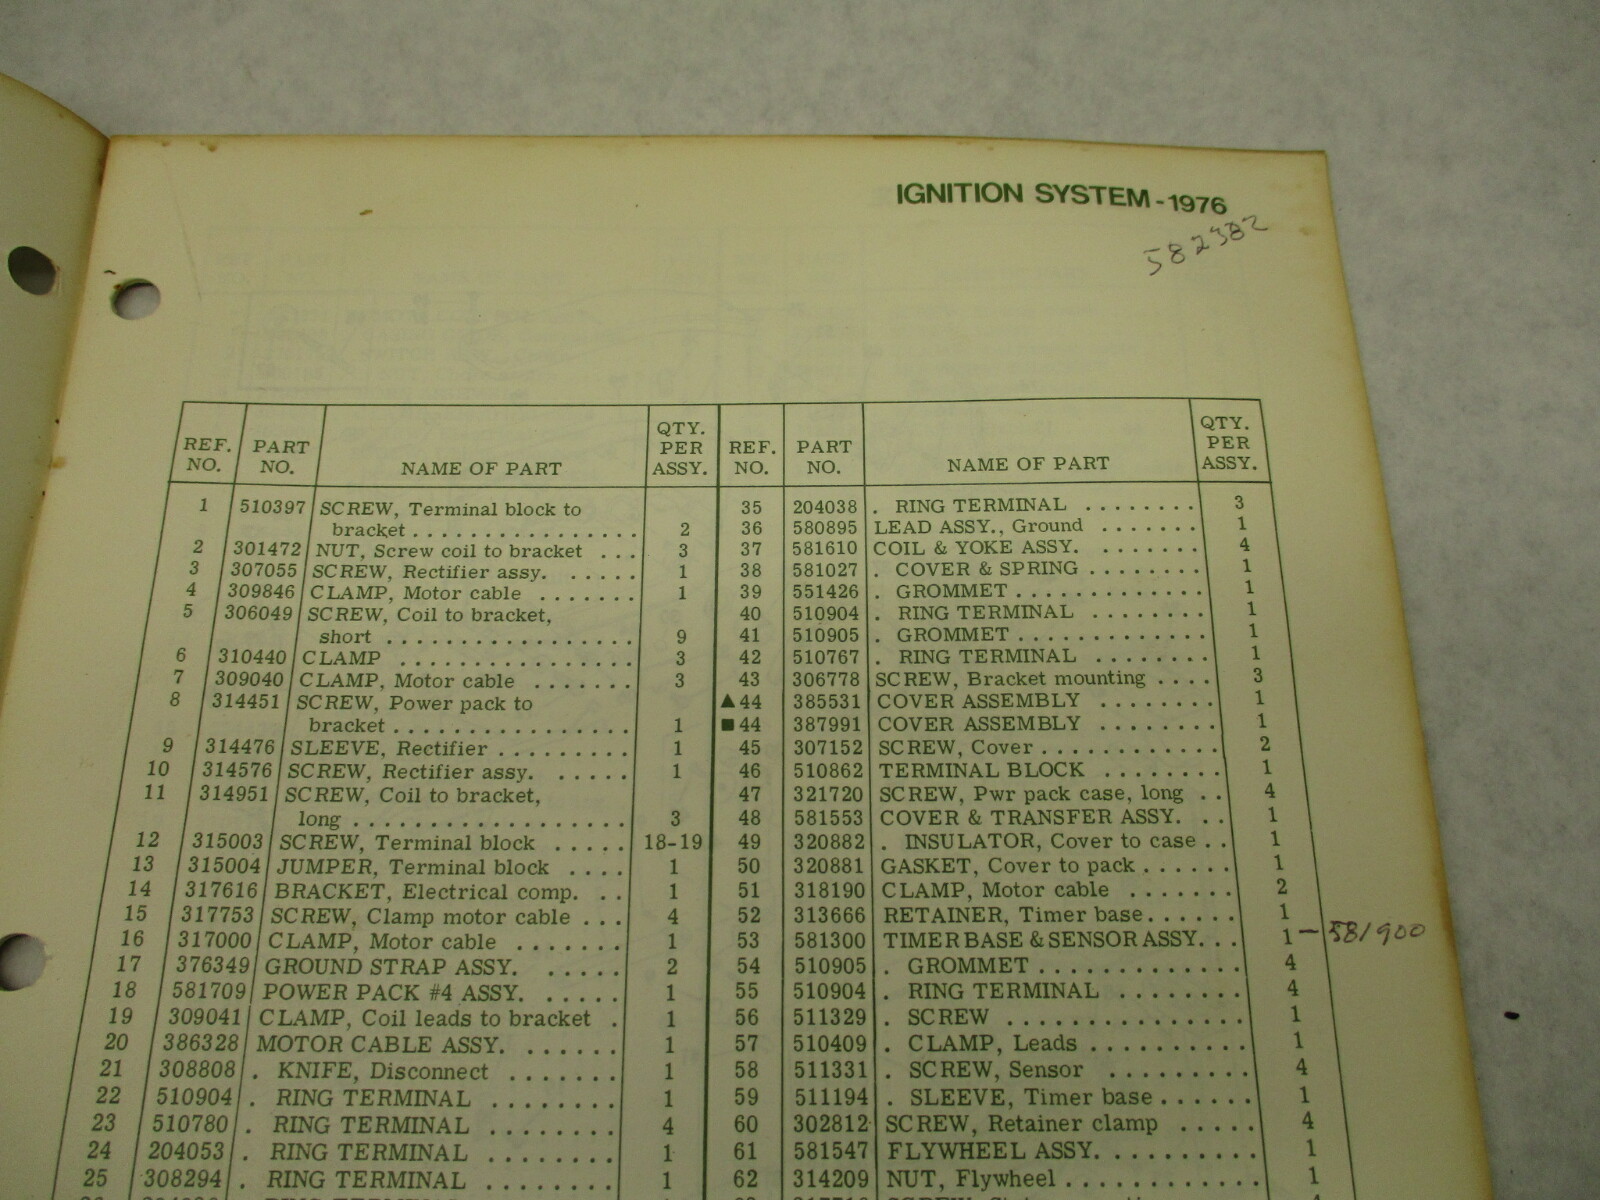 IGNITION SYSTEM-1976
582382
REF. NO. PART NO. NAME OF PART QTY. PER ASSY.
1 510397 SCREW, Terminal block to
bracket . . . . . . . . . . . . . . . . 2
2 301472 NUT, Screw coil to bracket . . . 3
3 307055 SCREW, Rectifier assy. . . . . . 1
4 309846 CLAMP, Motor cable . . . . . . . 1
5 306049 SCREW, Coil to bracket,
short . . . . . . . . . . . . . . . . . 9
6 310440 CLAMP . . . . . . . . . . . . . . . . 3
7 309040 CLAMP, Motor cable . . . . . . . 3
8 314451 SCREW, Power pack to
bracket . . . . . . . . . . . . . . . . 1
9 314476 SLEEVE, Rectifier . . . . . . . . . 1
10 314576 SCREW, Rectifier assy. . . . . . 1
11 314951 SCREW, Coil to bracket,
long . . . . . . . . . . . . . . . . . . 3
12 315003 SCREW, Terminal block . . . . . 18-19
13 315004 JUMPER, Terminal block . . . . 1
14 317616 BRACKET, Electrical comp. . . 1
15 317753 SCREW, Clamp motor cable . . . 4
16 317000 CLAMP, Motor cable . . . . . . . 1
17 376349 GROUND STRAP ASSY. . . . . . 2
18 581709 POWER PACK #4 ASSY. . . . . . 1
19 309041 CLAMP, Coil leads to bracket . 1
20 386328 MOTOR CABLE ASSY. . . . . . . 1
21 308808 . KNIFE, Disconnect . . . . . . . 1
22 510904 . RING TERMINAL . . . . . . . . 1
23 510780 . RING TERMINAL . . . . . . . . 4
24 204053 . RING TERMINAL . . . . . . . . 1
25 308294 . RING TERMINAL . . . . . . . . 1
REF. NO. PART NO. NAME OF PART QTY. PER ASSY.
35 204038 . RING TERMINAL . . . . . . . . 3
36 580895 LEAD ASSY., Ground . . . . . . . 1
37 581610 COIL & YOKE ASSY. . . . . . . . 4
38 581027 . COVER & SPRING . . . . . . . . 1
39 551426 . GROMMET . . . . . . . . . . . . . 1
40 510904 . RING TERMINAL . . . . . . . . 1
41 510905 . GROMMET . . . . . . . . . . . . . 1
42 510767 . RING TERMINAL . . . . . . . . 1
43 306778 SCREW, Bracket mounting . . . . 3
▲44 385531 COVER ASSEMBLY . . . . . . . . 1
■44 387991 COVER ASSEMBLY . . . . . . . . 1
45 307152 SCREW, Cover . . . . . . . . . . . . 2
46 510862 TERMINAL BLOCK . . . . . . . . 1
47 321720 SCREW, Pwr pack case, long . . 4
48 581553 COVER & TRANSFER ASSY. . . 1
49 320882 . INSULATOR, Cover to case . . 1
50 320881 GASKET, Cover to pack . . . . . . 1
51 318190 CLAMP, Motor cable . . . . . . . 2
52 313666 RETAINER, Timer base . . . . . . 1
53 581300 TIMER BASE & SENSOR ASSY. . . 1 – 581900
54 510905 . GROMMET . . . . . . . . . . . . . 4
55 510904 . RING TERMINAL . . . . . . . . 4
56 511329 . SCREW . . . . . . . . . . . . . . . 1
57 510409 . CLAMP, Leads . . . . . . . . . . 1
58 511331 . SCREW, Sensor . . . . . . . . . 4
59 511194 . SLEEVE, Timer base . . . . . . 1
60 302812 SCREW, Retainer clamp . . . . . 4
61 581547 FLYWHEEL ASSY. . . . . . . . . . 1
62 314209 NUT, Flywheel . . . . . . . . . . . . 1